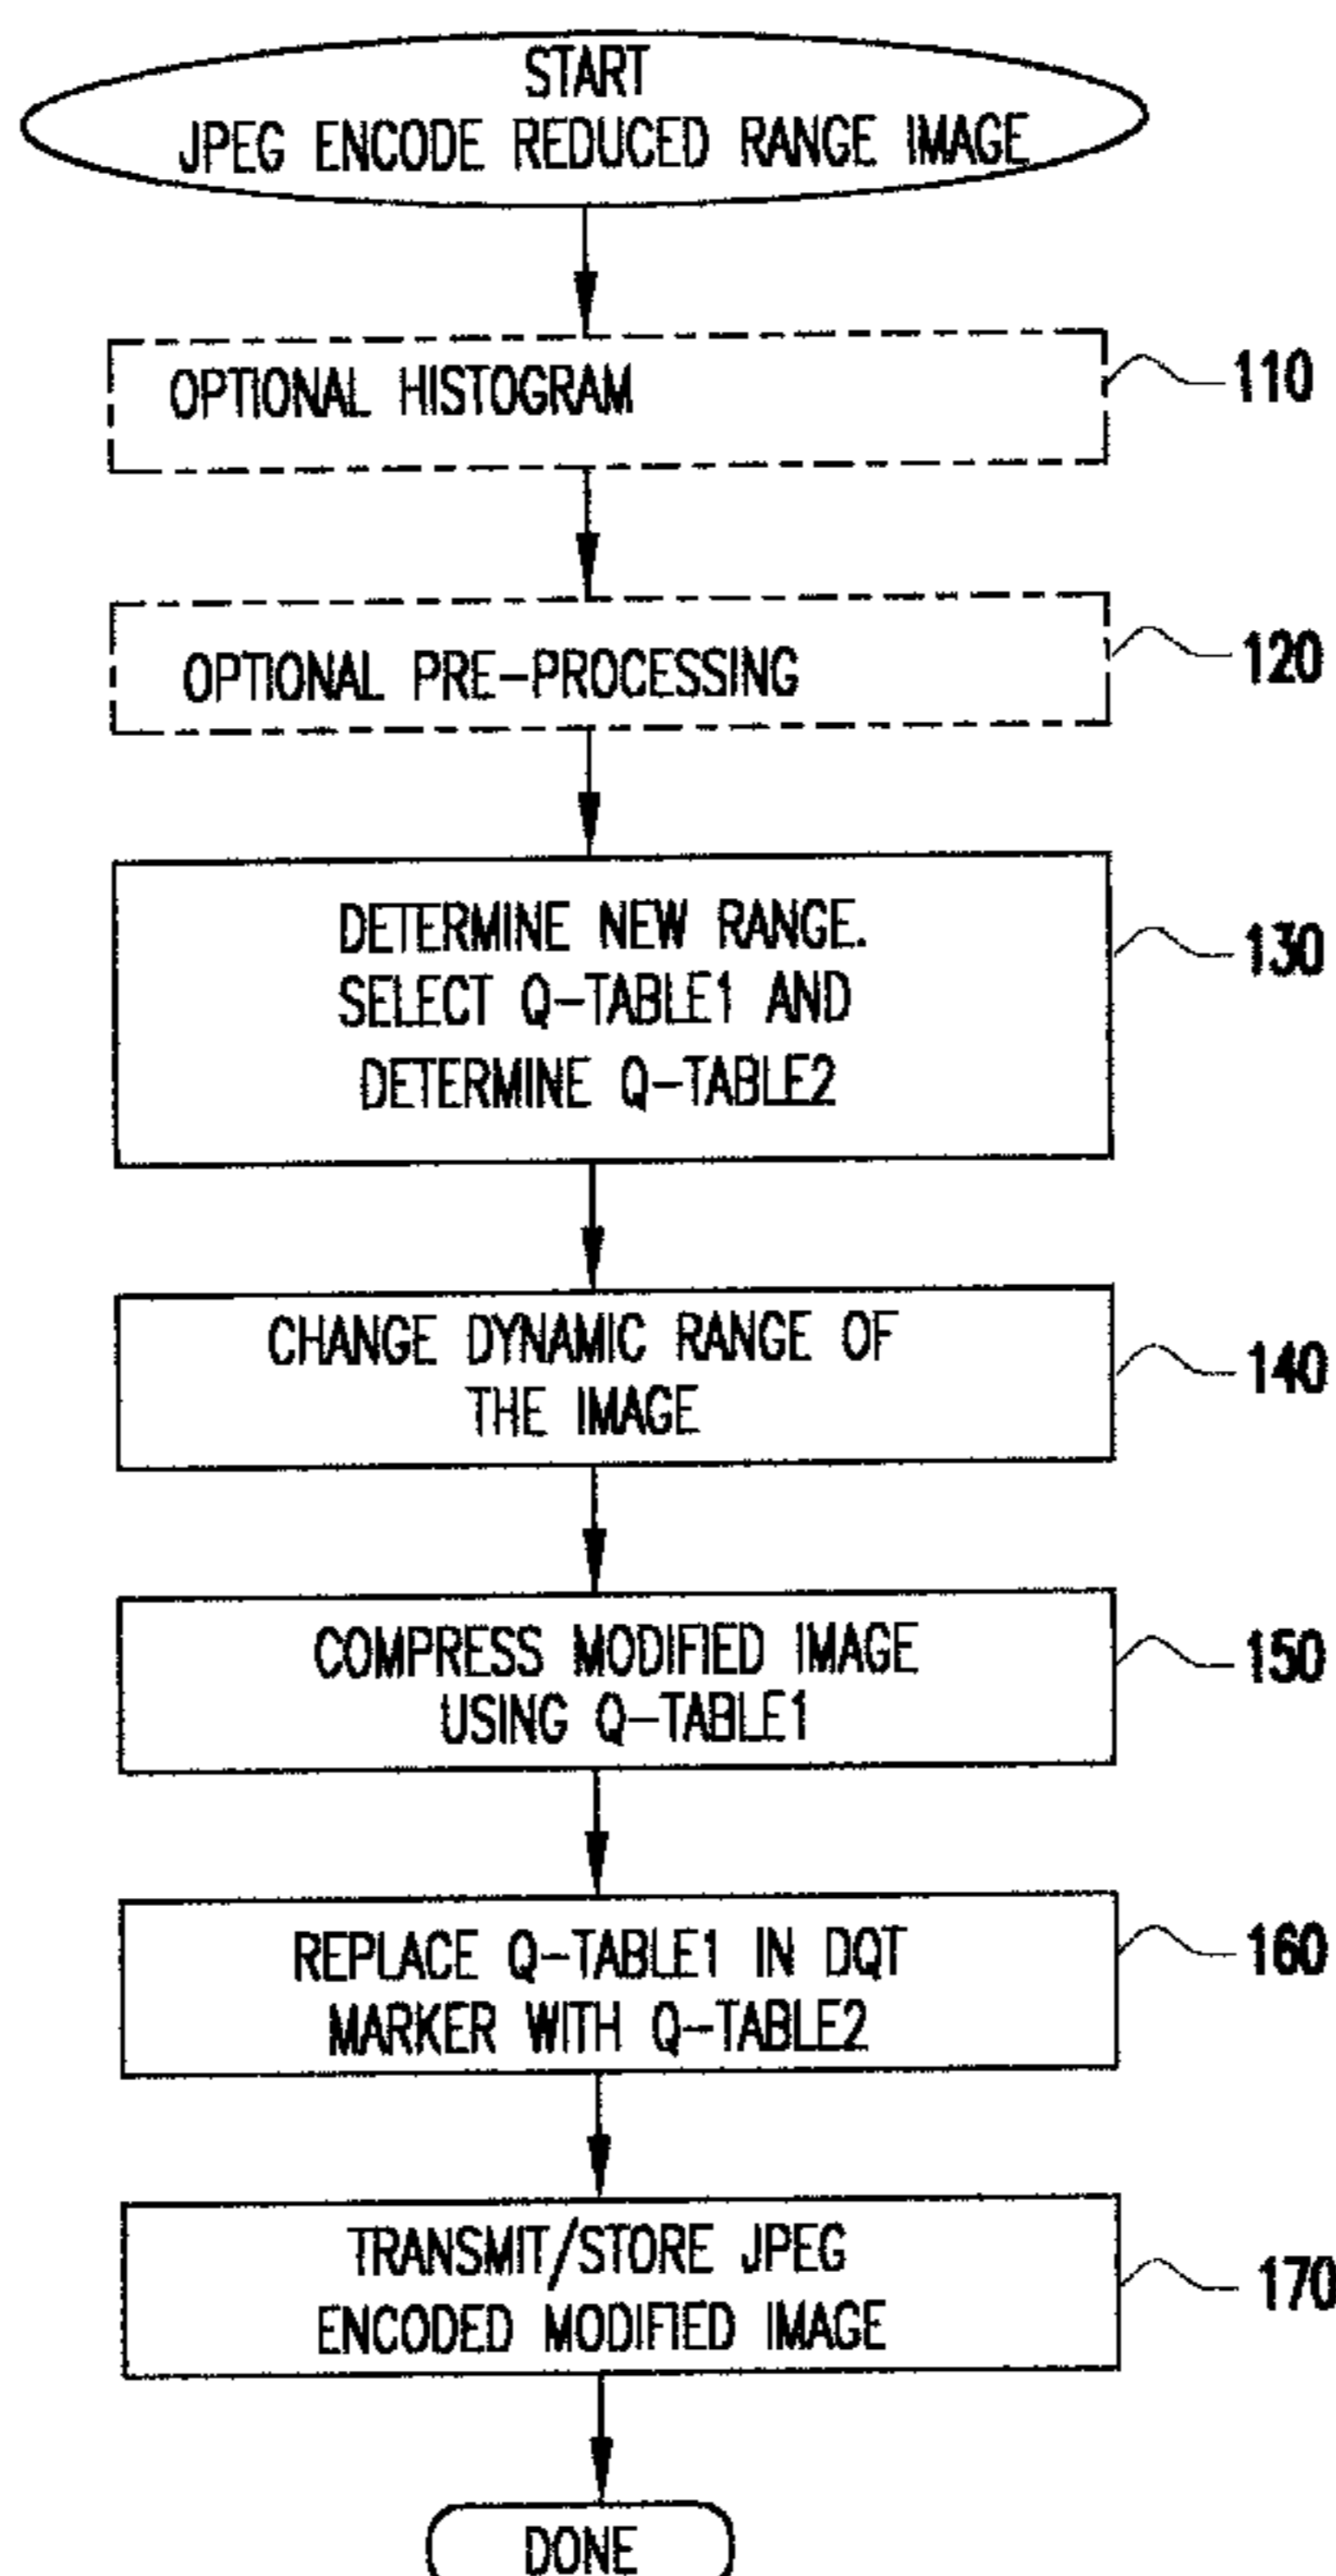 START
JPEG ENCODE REDUCED RANGE IMAGE
OPTIONAL HISTOGRAM
110
OPTIONAL PRE-PROCESSING
120
DETERMINE NEW RANGE.
SELECT Q-TABLE1 AND
DETERMINE Q-TABLE2
130
CHANGE DYNAMIC RANGE OF
THE IMAGE
140
COMPRESS MODIFIED IMAGE
USING Q-TABLE1
150
REPLACE Q-TABLE1 IN DQT
MARKER WITH Q-TABLE2
160
TRANSMIT/STORE JPEG
ENCODED MODIFIED IMAGE
170
DONE